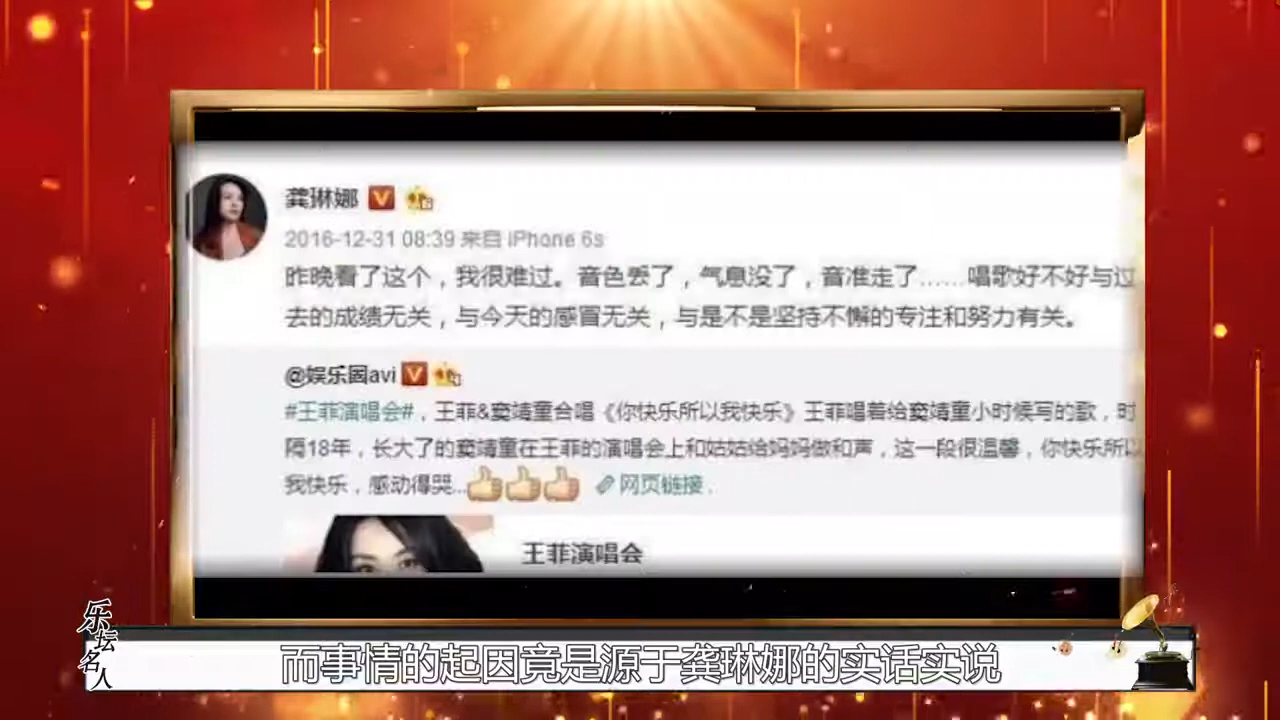 龚琳娜
2016-12-31 08:39 来自 iPhone 6s
昨晚看了这个，我很难过。音色丢了，气息没了，音准走了……唱歌好不好与过
去的成绩无关，与今天的感冒无关，与是不是坚持不懈的专注和努力有关。
@娱乐圈avi
#王菲演唱会#，王菲&窦靖童合唱《你快乐所以我快乐》王菲唱着给窦靖童小时候写的歌，时
隔18年，长大了的窦靖童在王菲的演唱会上和姑姑给妈妈做和声，这一段很温馨，你快乐所以
我快乐，感动得哭... 网页链接 .
王菲演唱会
乐坛名人
而事情的起因竟是源于龚琳娜的实话实说